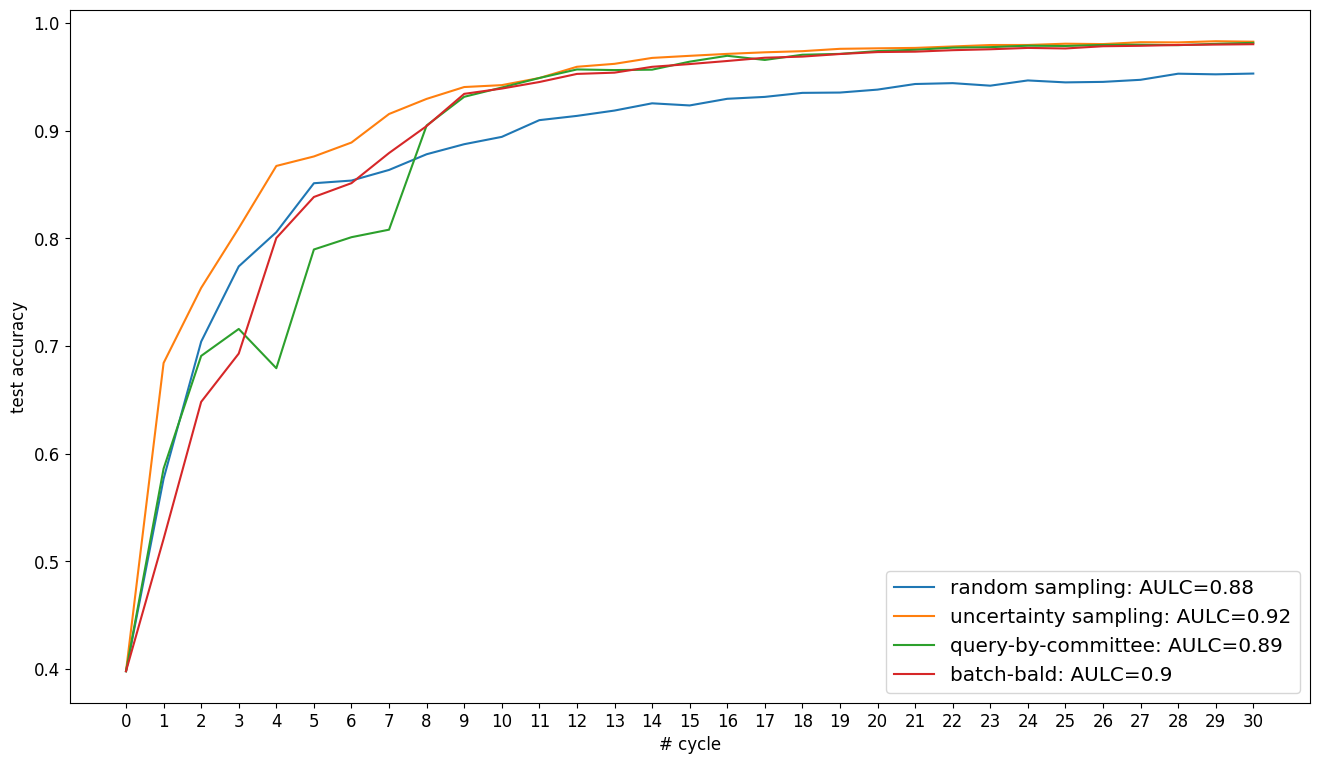 1.0
0.9
0.8
0.7
0.6
0.5
0.4
test accuracy
random sampling: AULC=0.88
uncertainty sampling: AULC=0.92
query-by-committee: AULC=0.89
batch-bald: AULC=0.9
0 1 2 3 4 5 6 7 8 9 10 11 12 13 14 15 16 17 18 19 20 21 22 23 24 25 26 27 28 29 30
# cycle